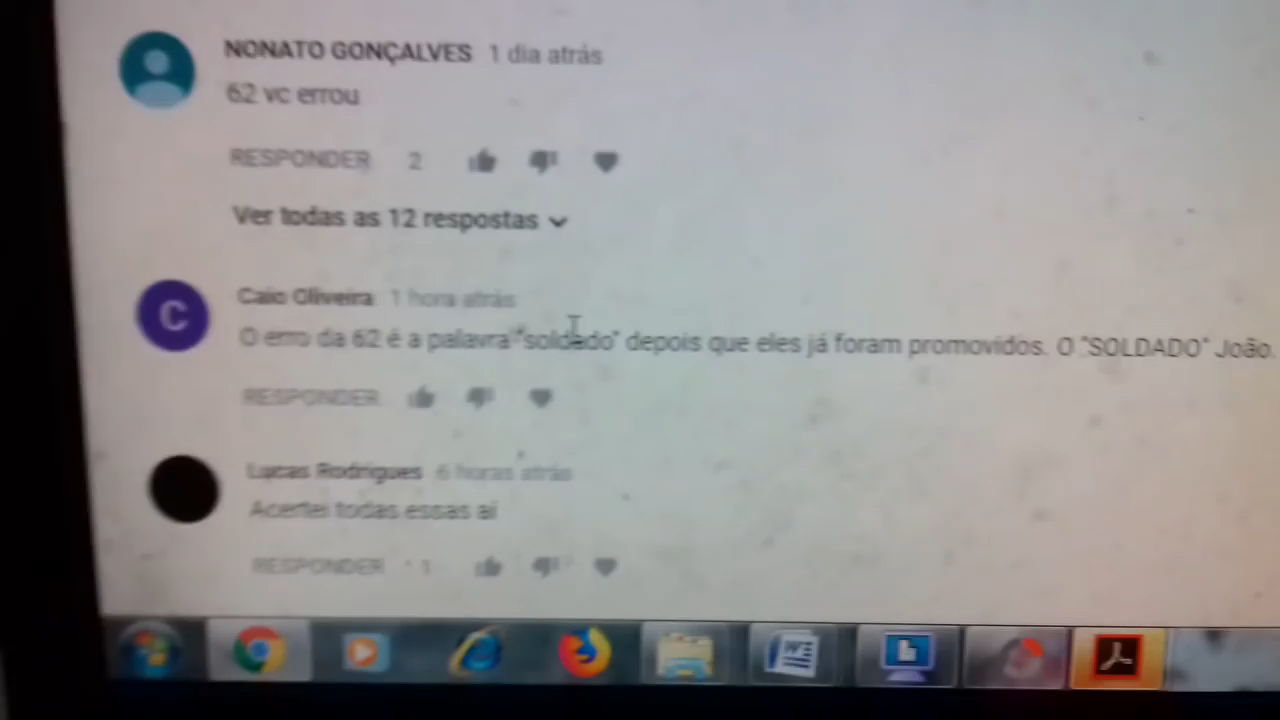 NONATO GONÇALVES 1 dia atrás
62 vc errou
RESPONDER 2
Ver todas as 12 respostas
C
Caio Oliveira 1 hora atrás
O erro da 62 é a palavra "soldado" depois que eles já foram promovidos. O "SOLDADO" João.
RESPONDER
Lucas Rodrigues 6 horas atrás
Acertei todas essas aí
RESPONDER 1